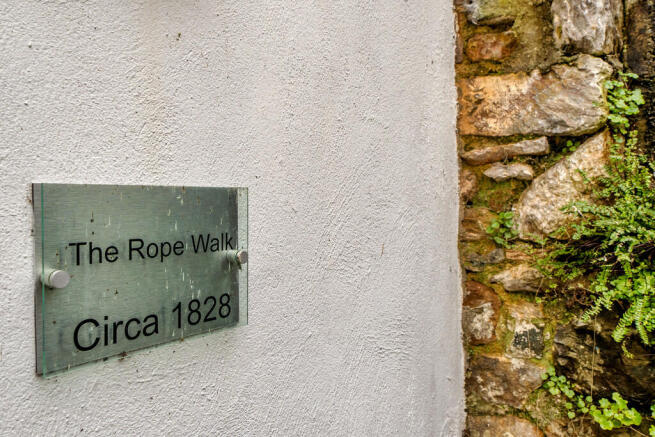 The Rope Walk
Circa 1828